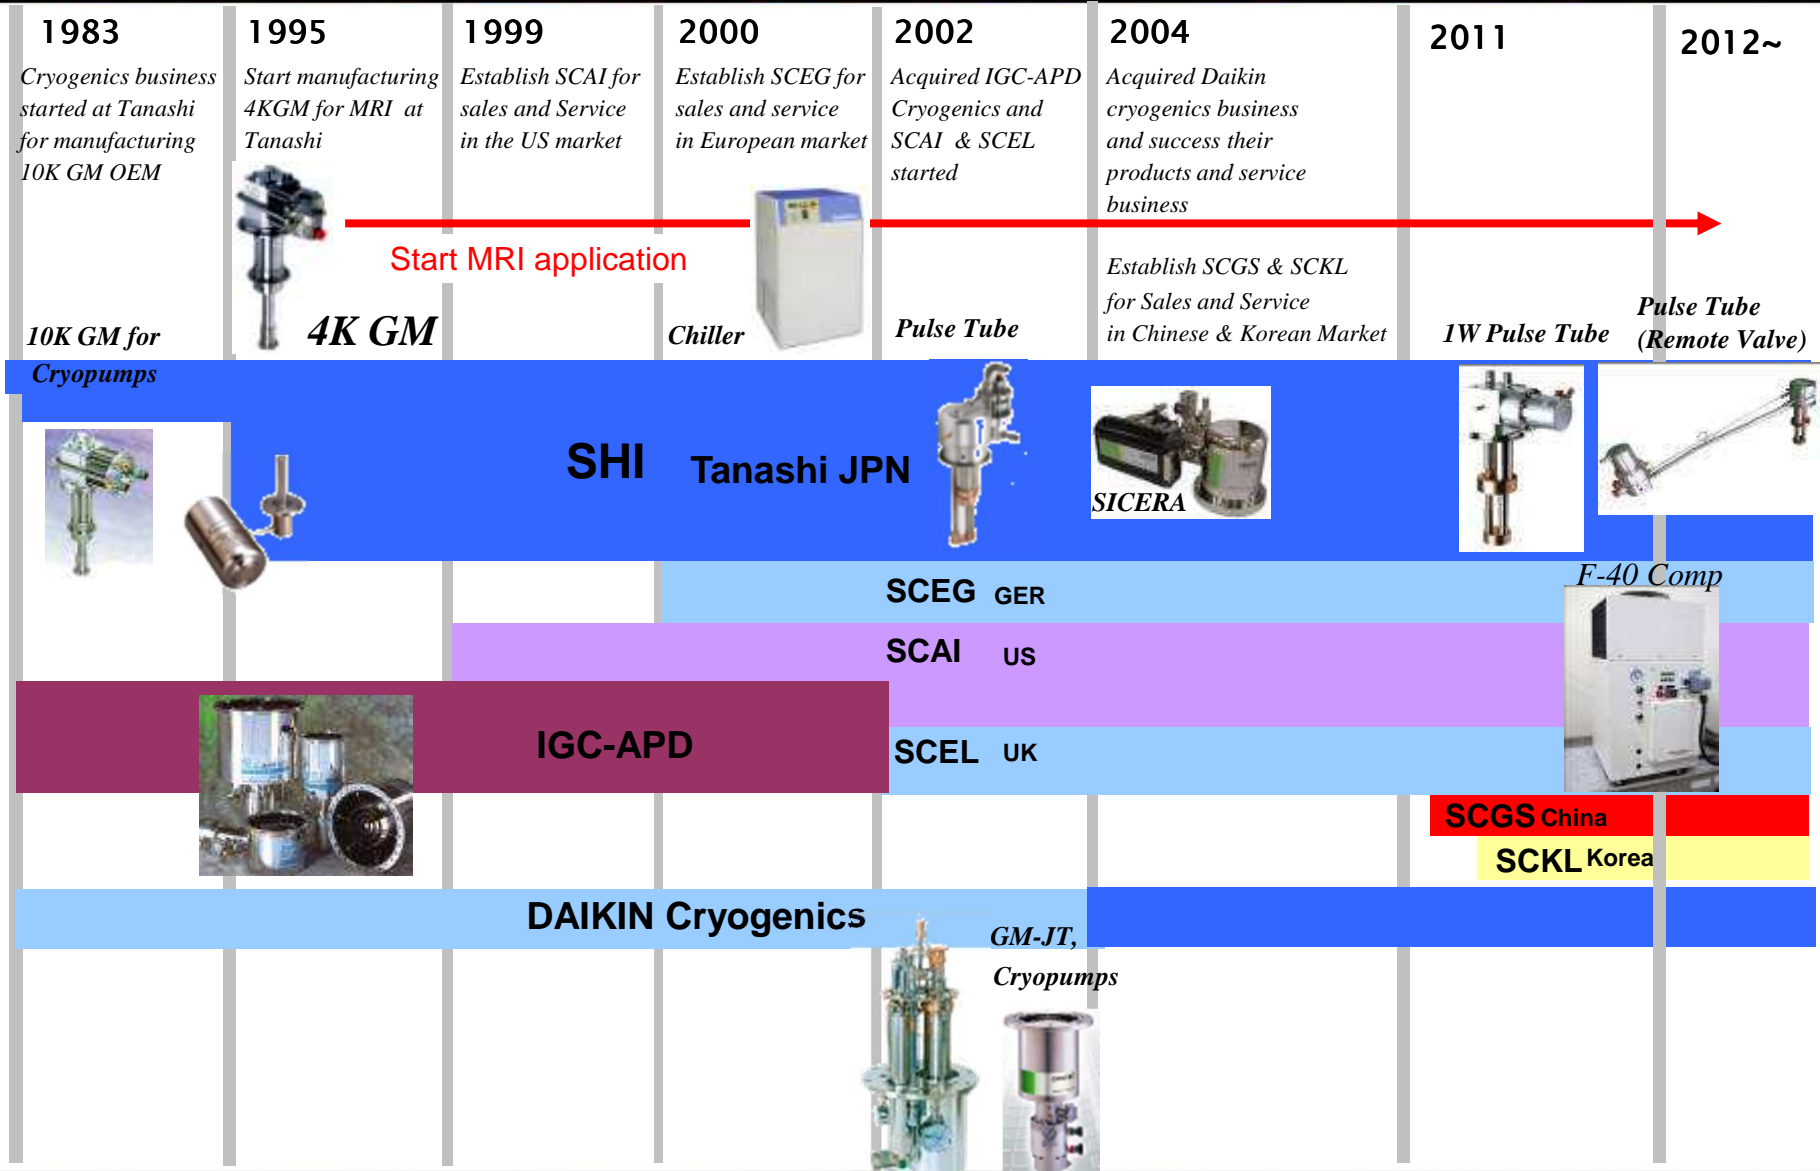 1983
Cryogenics business
started at Tanashi
for manufacturing
10K GM OEM
1995
Start manufacturing
4KGM for MRI at
Tanashi
1999
Establish SCAI for
sales and Service
in the US market
2000
Establish SCEG for
sales and service
in European market
2002
Acquired IGC-APD
Cryogenics and
SCAI & SCEL
started
2004
Acquired Daikin
cryogenics business
and success their
products and service
business
Establish SCGS & SCKL
for Sales and Service
in Chinese & Korean Market
2011
2012~
Start MRI application
10K GM for
Cryopumps
4K GM
Chiller
Pulse Tube
1W Pulse Tube
Pulse Tube
(Remote Valve)
SHI Tanashi JPN
SICERA
F-40 Comp
SCEG GER
SCAI US
IGC-APD
SCEL UK
SCGS China
SCKL Korea
DAIKIN Cryogenics
GM-JT,
Cryopumps